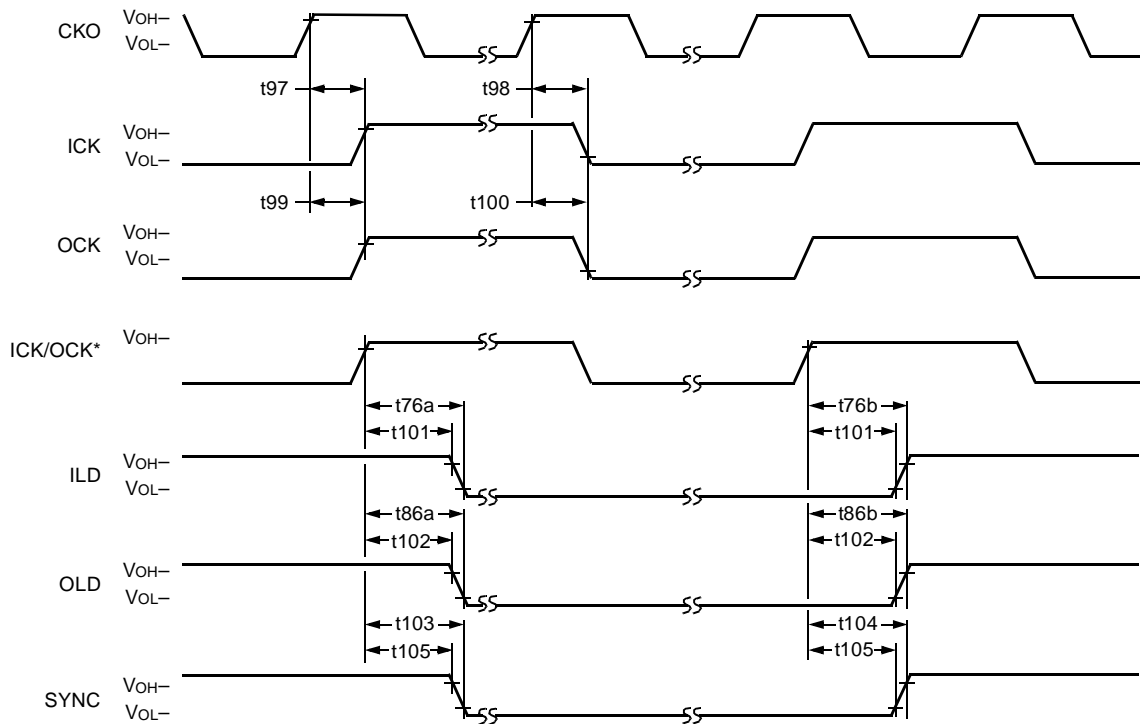 CKO
VOH–
VOL–
t97
t98
ICK
VOH–
VOL–
t99
t100
OCK
VOH–
VOL–
ICK/OCK*
VOH–
t76a
t76b
t101
t101
ILD
VOH–
VOL–
t86a
t86b
t102
t102
OLD
VOH–
VOL–
t103
t104
t105
t105
SYNC
VOH–
VOL–